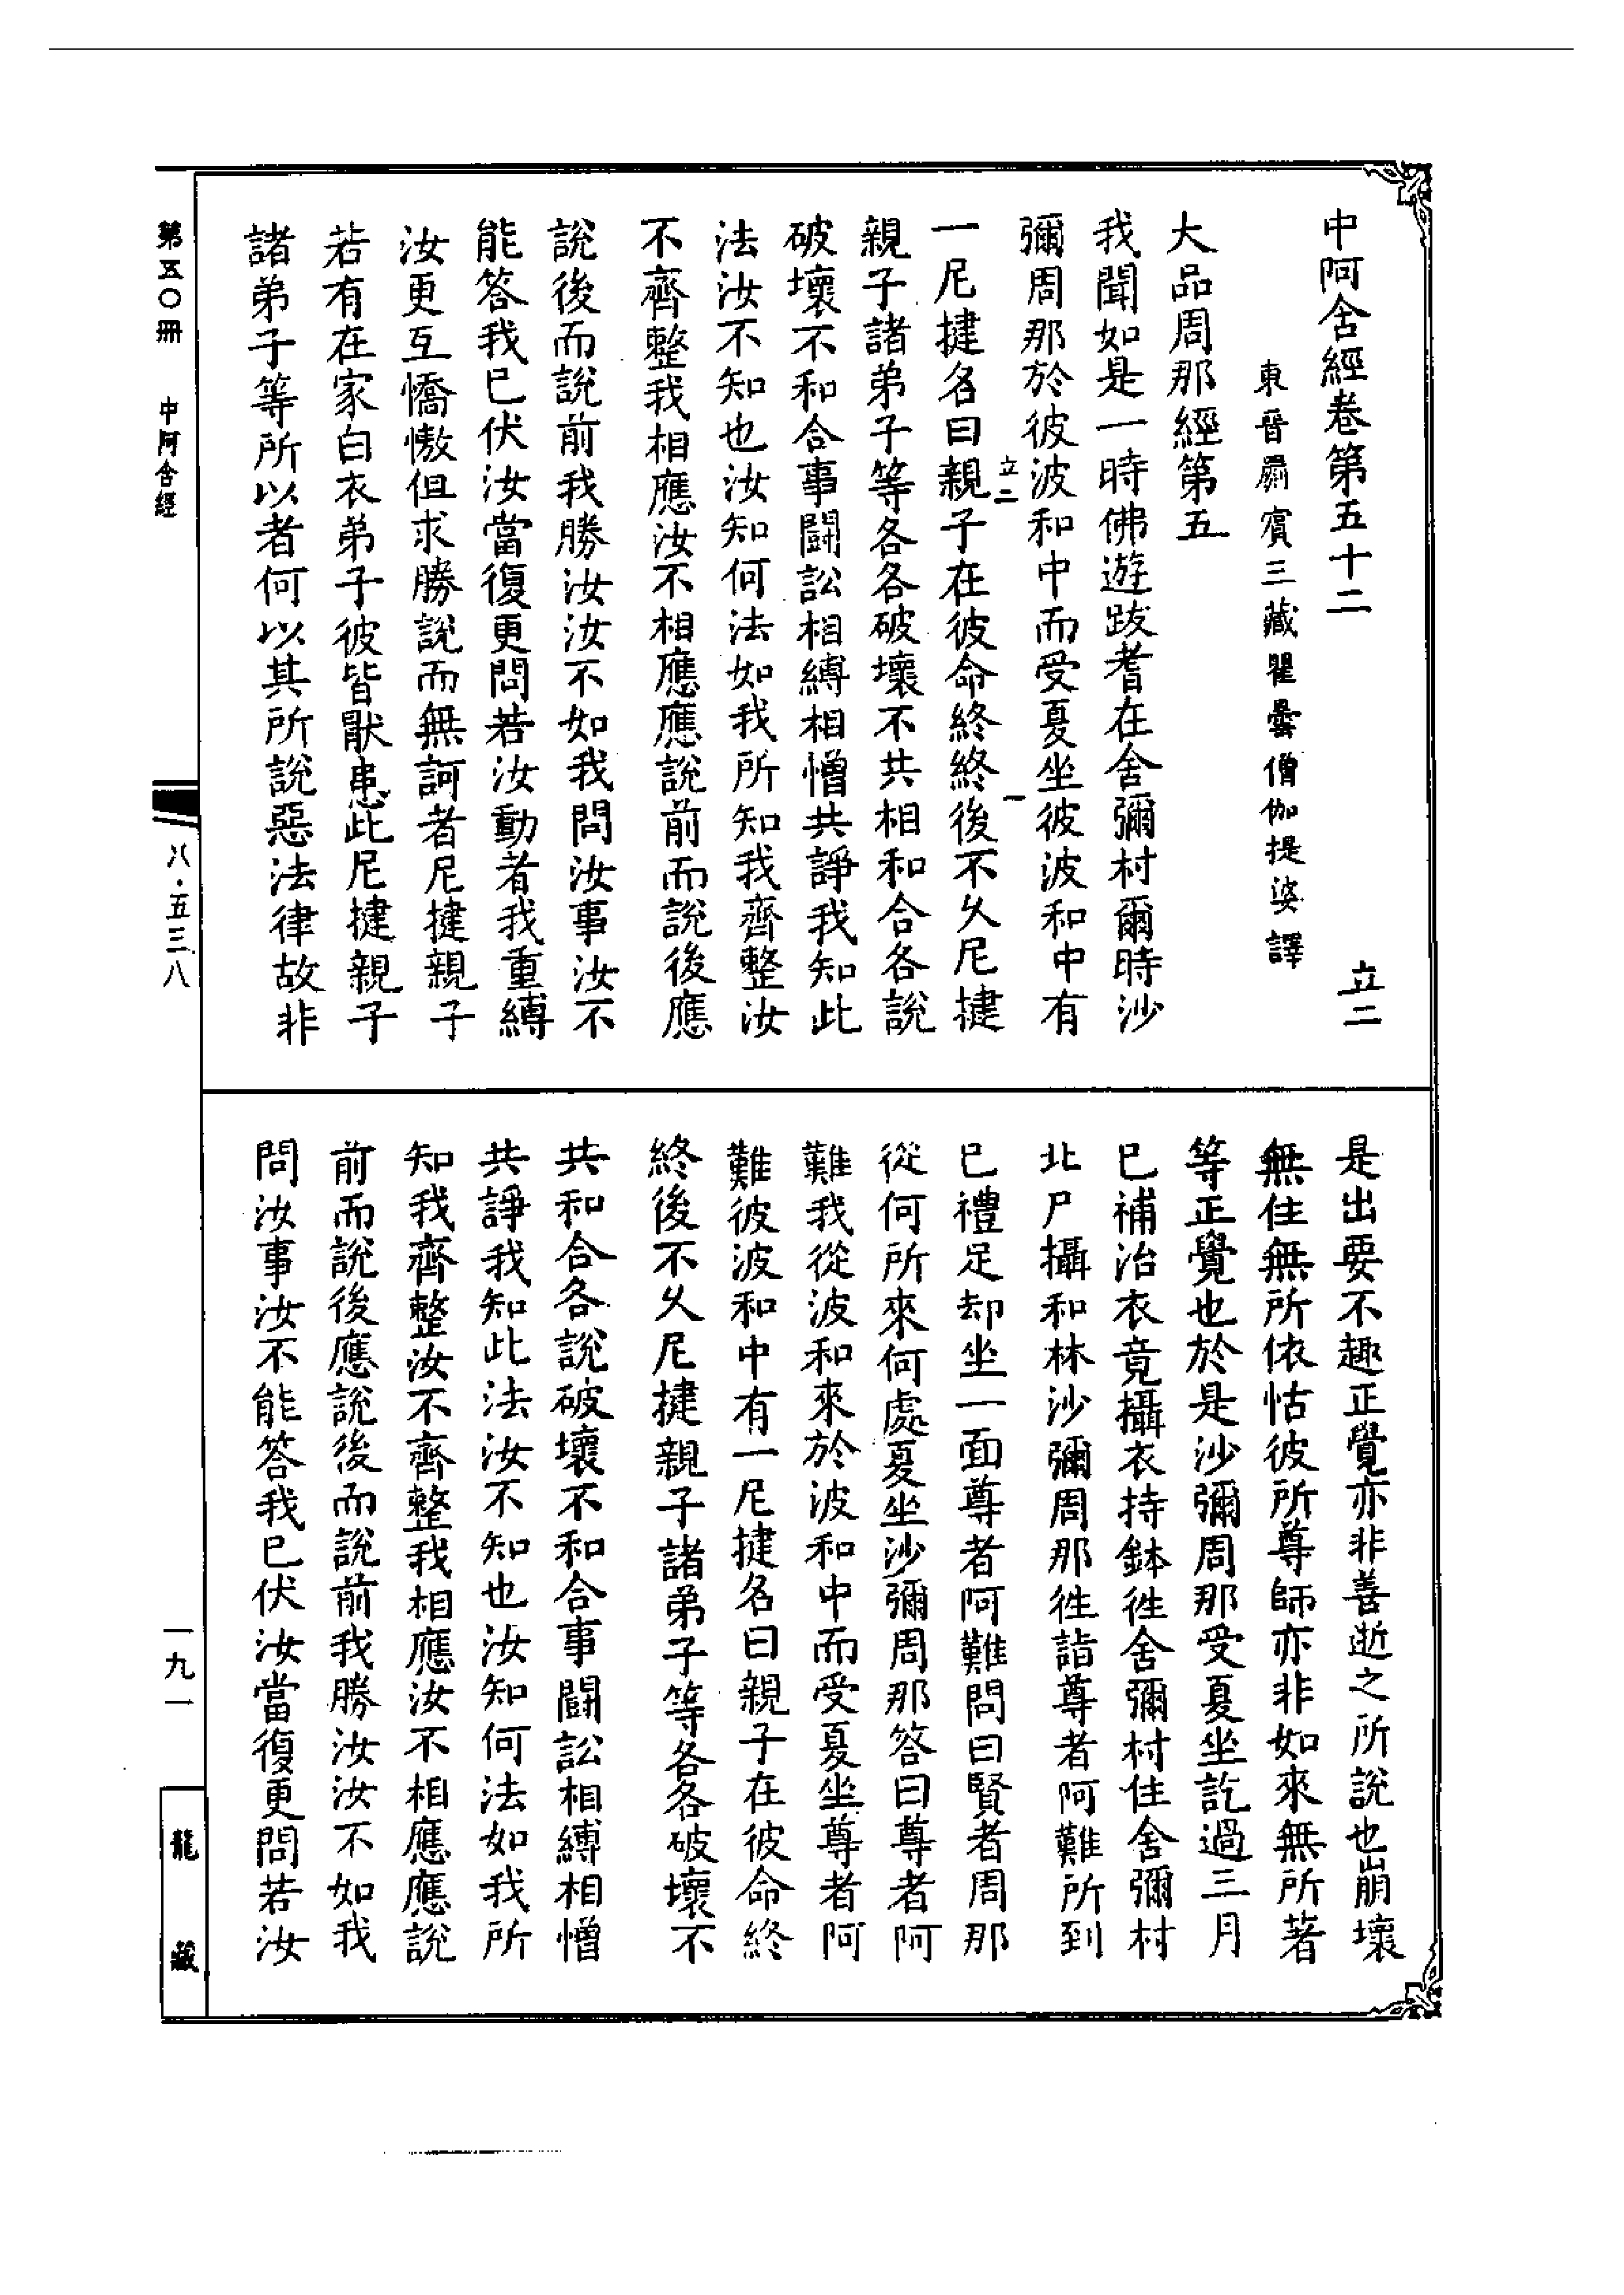 中阿含經卷第五十二　立二
東晉罽賓三藏瞿曇僧伽提婆譯
大品周那經第五
我聞如是一時佛遊跋耆在舍彌村爾時沙
彌周那於彼波和中而受夏坐彼波和中有
立二　一
一尼揵名曰親子在彼命終終後不久尼揵
親子諸弟子等各各破壞不共相和合各說
破壞不和合事鬪訟相縛相憎共諍我知此
法汝不知也汝知何法如我所知我齊整汝
不齊整我相應汝不相應應說前而說後應
說後而說前我勝汝汝不如我問汝事汝不
能答我已伏汝當復更問若汝動者我重縛
汝更互憍慠但求勝說而無訶者尼揵親子
若有在家白衣弟子彼皆厭患此尼揵親子
諸弟子等所以者何以其所說惡法律故非
是出要不趣正覺亦非善逝之所說也崩壞
無住無所依怙彼所尊師亦非如來無所著
等正覺也於是沙彌周那受夏坐訖過三月
已補治衣竟攝衣持鉢徃舍彌村住舍彌村
北尸攝和林沙彌周那徃詣尊者阿難所到
已禮足却坐一面尊者阿難問曰賢者周那
從何所來何處夏坐沙彌周那答曰尊者阿
難我從波和來於波和中而受夏坐尊者阿
難彼波和中有一尼揵名曰親子在彼命終
終後不久尼揵親子諸弟子等各各破壞不
共和合各說破壞不和合事鬪訟相縛相憎
共諍我知此法汝不知也汝知何法如我所
知我齊整汝不齊整我相應汝不相應應說
前而說後應說後而說前我勝汝汝不如我
問汝事汝不能答我已伏汝當復更問若汝
第五〇冊　中阿含經
八·五三八
一九一
龍藏